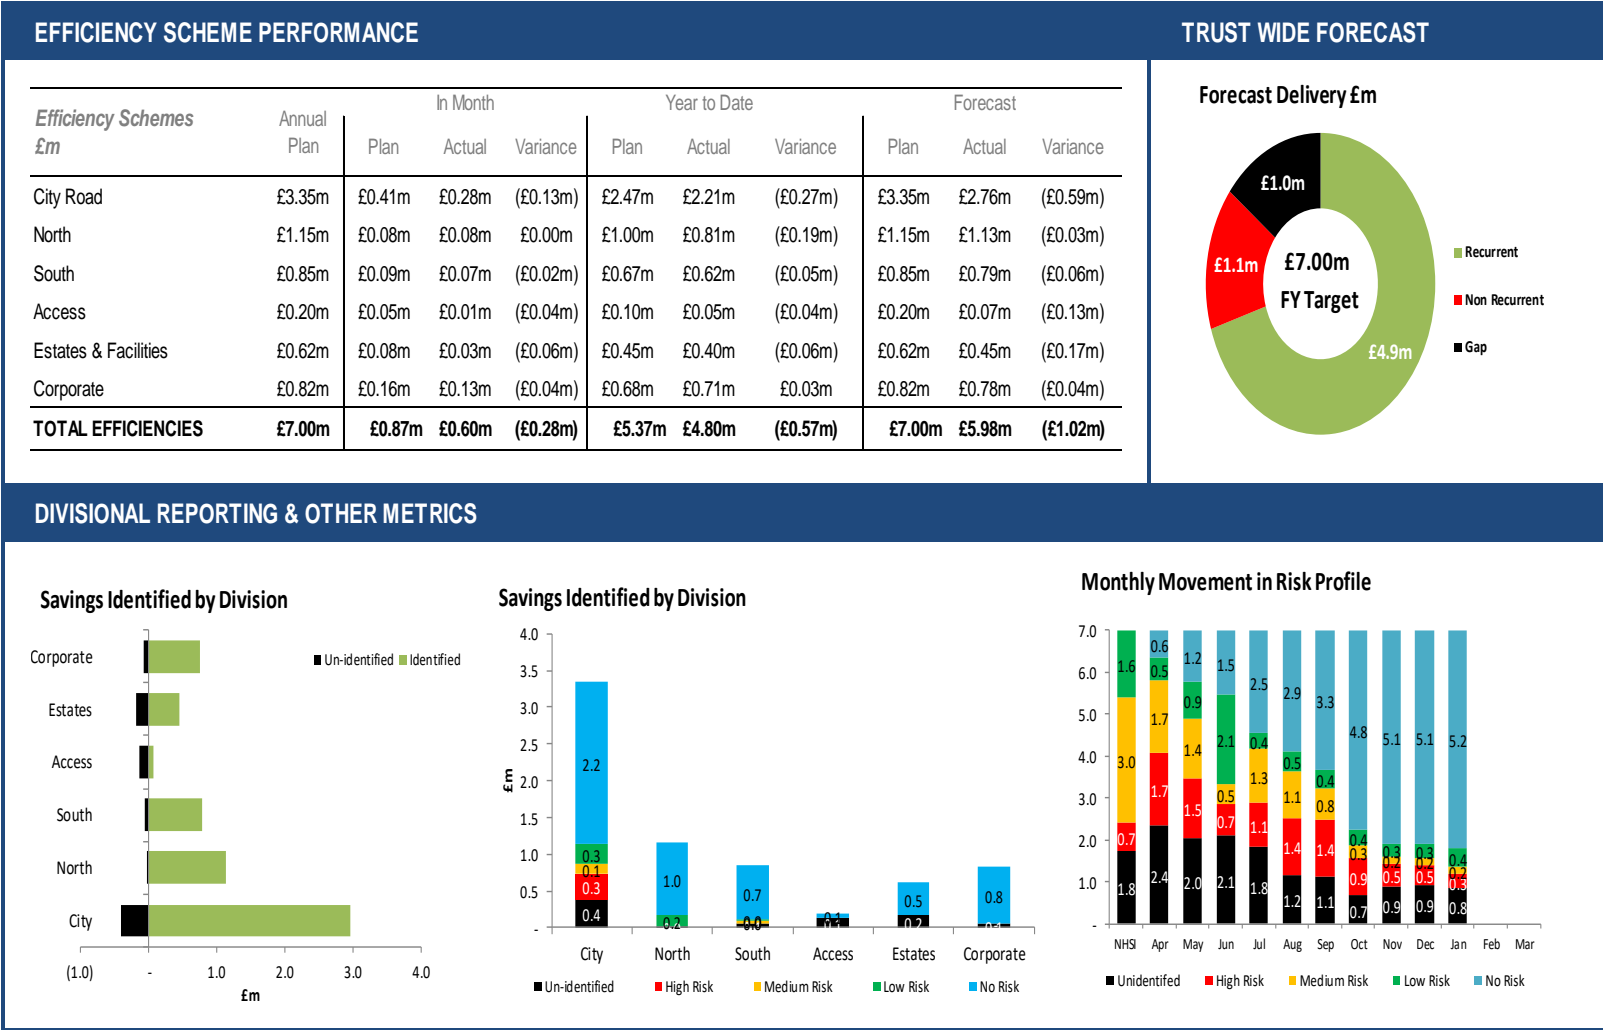 EFFICIENCY SCHEME PERFORMANCE
TRUST WIDE FORECAST
Efficiency Schemes £m Annual Plan In Month Year to Date Forecast
Plan Actual Variance Plan Actual Variance Plan Actual Variance
City Road £3.35m £0.41m £0.28m (£0.13m) £2.47m £2.21m (£0.27m) £3.35m £2.76m (£0.59m)
North £1.15m £0.08m £0.08m £0.00m £1.00m £0.81m (£0.19m) £1.15m £1.13m (£0.03m)
South £0.85m £0.09m £0.07m (£0.02m) £0.67m £0.62m (£0.05m) £0.85m £0.79m (£0.06m)
Access £0.20m £0.05m £0.01m (£0.04m) £0.10m £0.05m (£0.04m) £0.20m £0.07m (£0.13m)
Estates & Facilities £0.62m £0.08m £0.03m (£0.06m) £0.45m £0.40m (£0.06m) £0.62m £0.45m (£0.17m)
Corporate £0.82m £0.16m £0.13m (£0.04m) £0.68m £0.71m £0.03m £0.82m £0.78m (£0.04m)
TOTAL EFFICIENCIES £7.00m £0.87m £0.60m (£0.28m) £5.37m £4.80m (£0.57m) £7.00m £5.98m (£1.02m)
Forecast Delivery £m
£1.0m
£1.1m
£4.9m
£7.00m
FY Target
Recurrent
Non Recurrent
Gap
DIVISIONAL REPORTING & OTHER METRICS
Savings Identified by Division
Un-identified Identified
Corporate
Estates
Access
South
North
City
(1.0) - 1.0 2.0 3.0 4.0
£m
Savings Identified by Division
£m
4.0
3.5
3.0
2.5
2.0
1.5
1.0
0.5
-
2.2
0.3
0.1
0.3
0.4
1.0
0.2
0.7
0.0
0.0
0.1
0.1
0.5
0.2
0.8
City North South Access Estates Corporate
Un-identified High Risk Medium Risk Low Risk No Risk
Monthly Movement in Risk Profile
7.0
6.0
5.0
4.0
3.0
2.0
1.0
-
1.6
3.0
0.7
1.8
0.6
0.5
1.7
1.7
2.4
1.2
0.9
1.4
1.5
2.0
1.5
2.1
0.5
0.7
2.1
2.5
0.4
1.3
1.1
1.8
2.9
0.5
1.1
1.4
1.2
3.3
0.4
0.8
1.4
1.1
4.8
0.4
0.3
0.9
0.7
5.1
0.3
0.2
0.5
0.9
5.1
0.3
0.2
0.5
0.9
5.2
0.4
0.2
0.3
0.8
NHSI Apr May Jun Jul Aug Sep Oct Nov Dec Jan Feb Mar
Unidentifed High Risk Medium Risk Low Risk No Risk